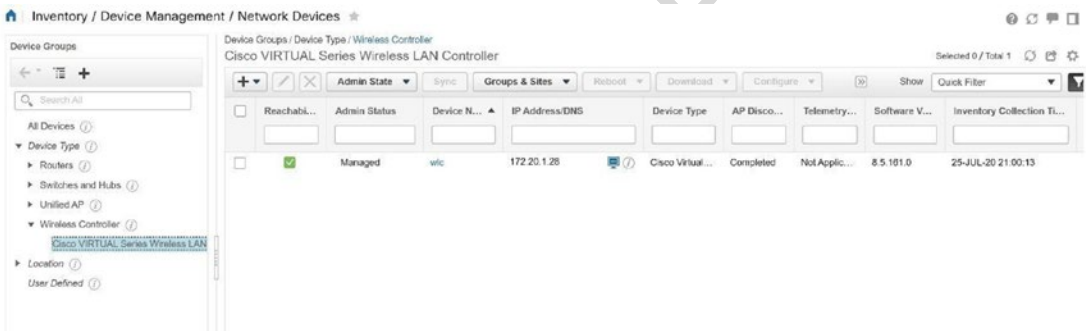 Inventory / Device Management / Network Devices
Device Groups
Search All
All Devices
Device Type
Routers
Switches and Hubs
Unified AP
Wireless Controller
Cisco VIRTUAL Series Wireless LAN
Location
User Defined
Device Groups / Device Type / Wireless Controller
Cisco VIRTUAL Series Wireless LAN Controller
Selected 0 / Total 1
Admin State Sync Groups & Sites Reboot Download Configure Show Quick Filter
Reachabi... Admin Status Device N... IP Address/DNS Device Type AP Disco... Telemetry... Software V... Inventory Collection Ti...
Managed wlc 172.20.1.28 Cisco Virtual... Completed Not Applic... 8.5.161.0 25-JUL-20 21:00:13